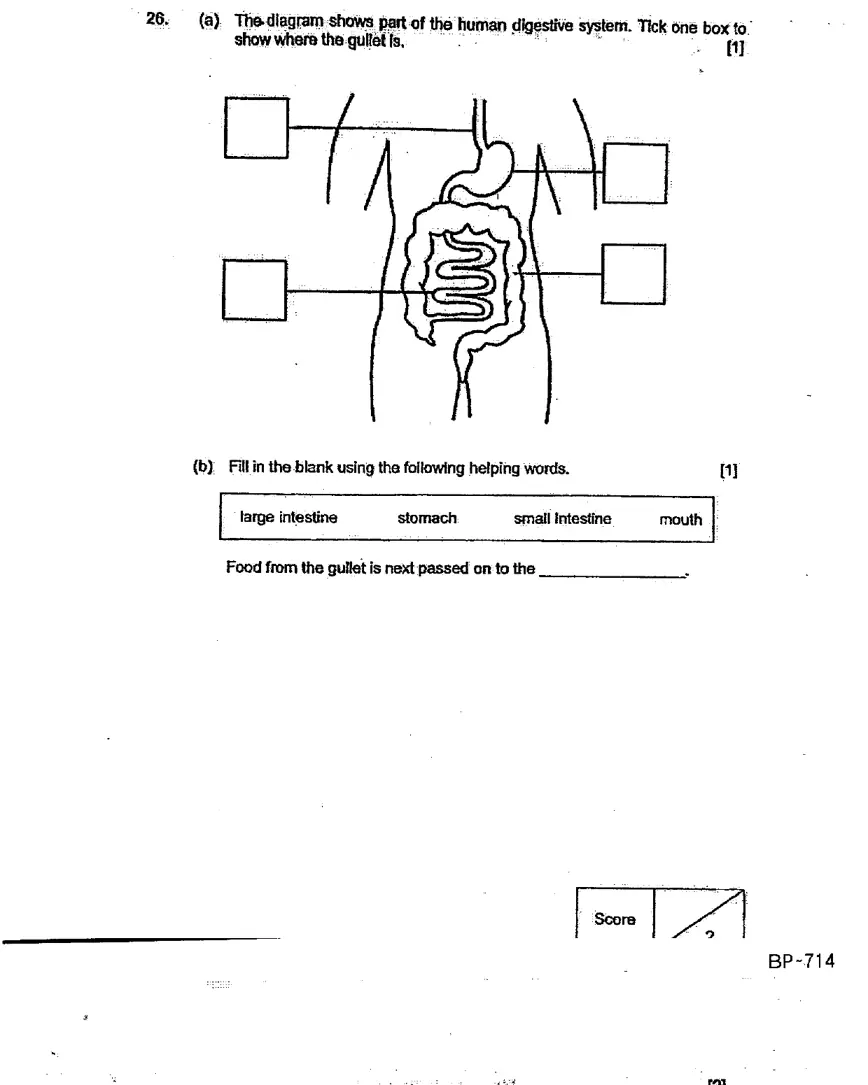 26. (a) The diagram shows part of the human digestive system. Tick one box to
show where the gullet is. [1]
(b) Fill in the blank using the following helping words. [1]
large intestine stomach small intestine mouth
Food from the gullet is next passed on to the ______________.
Score
BP-714